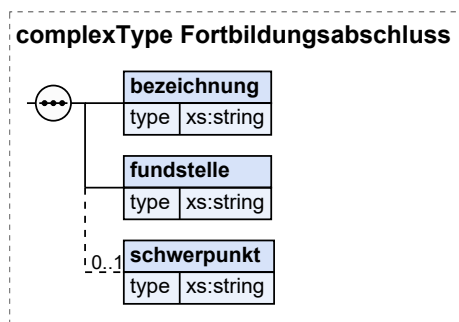 complexType Fortbildungsabschluss
bezeichnung
type xs:string
fundstelle
type xs:string
0..1 schwerpunkt
type xs:string